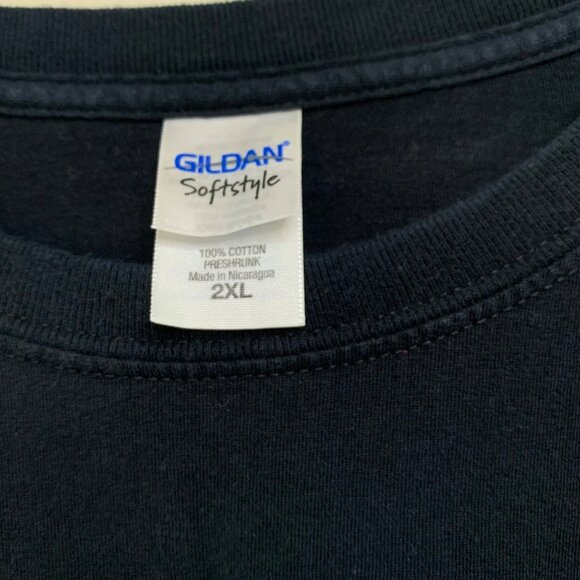 GILDAN®
Softstyle
100% COTTON
PRESHRUNK
Made in Nicaragua
2XL